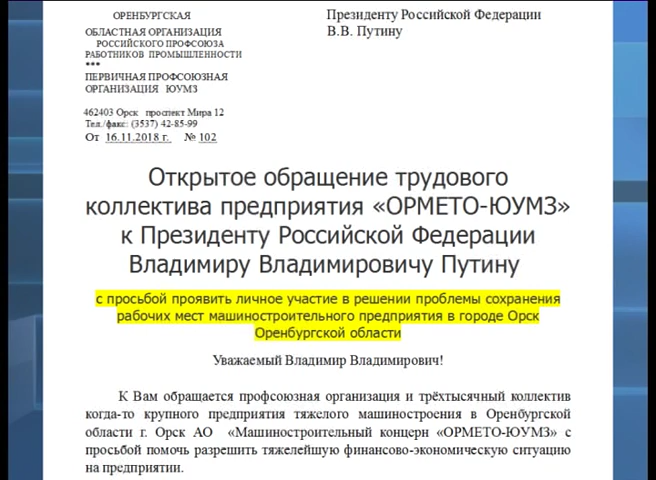 ОРЕНБУРГСКАЯ
ОБЛАСТНАЯ ОРГАНИЗАЦИЯ
РОССИЙСКОГО ПРОФСОЮЗА
РАБОТНИКОВ ПРОМЫШЛЕННОСТИ
***
ПЕРВИЧНАЯ ПРОФСОЮЗНАЯ
ОРГАНИЗАЦИЯ ЮУМЗ
462403 Орск проспект Мира 12
Тел./факс: (3537) 42-85-99
От 16.11.2018 г. № 102
Президенту Российской Федерации
В.В. Путину
Открытое обращение трудового
коллектива предприятия «ОРМЕТО-ЮУМЗ»
к Президенту Российской Федерации
Владимиру Владимировичу Путину
с просьбой проявить личное участие в решении проблемы сохранения
рабочих мест машиностроительного предприятия в городе Орск
Оренбургской области
Уважаемый Владимир Владимирович!
К Вам обращается профсоюзная организация и трёхтысячный коллектив
когда-то крупного предприятия тяжелого машиностроения в Оренбургской
области г. Орск АО «Машиностроительный концерн «ОРМЕТО-ЮУМЗ» с
просьбой помочь разрешить тяжелейшую финансово-экономическую ситуацию
на предприятии.